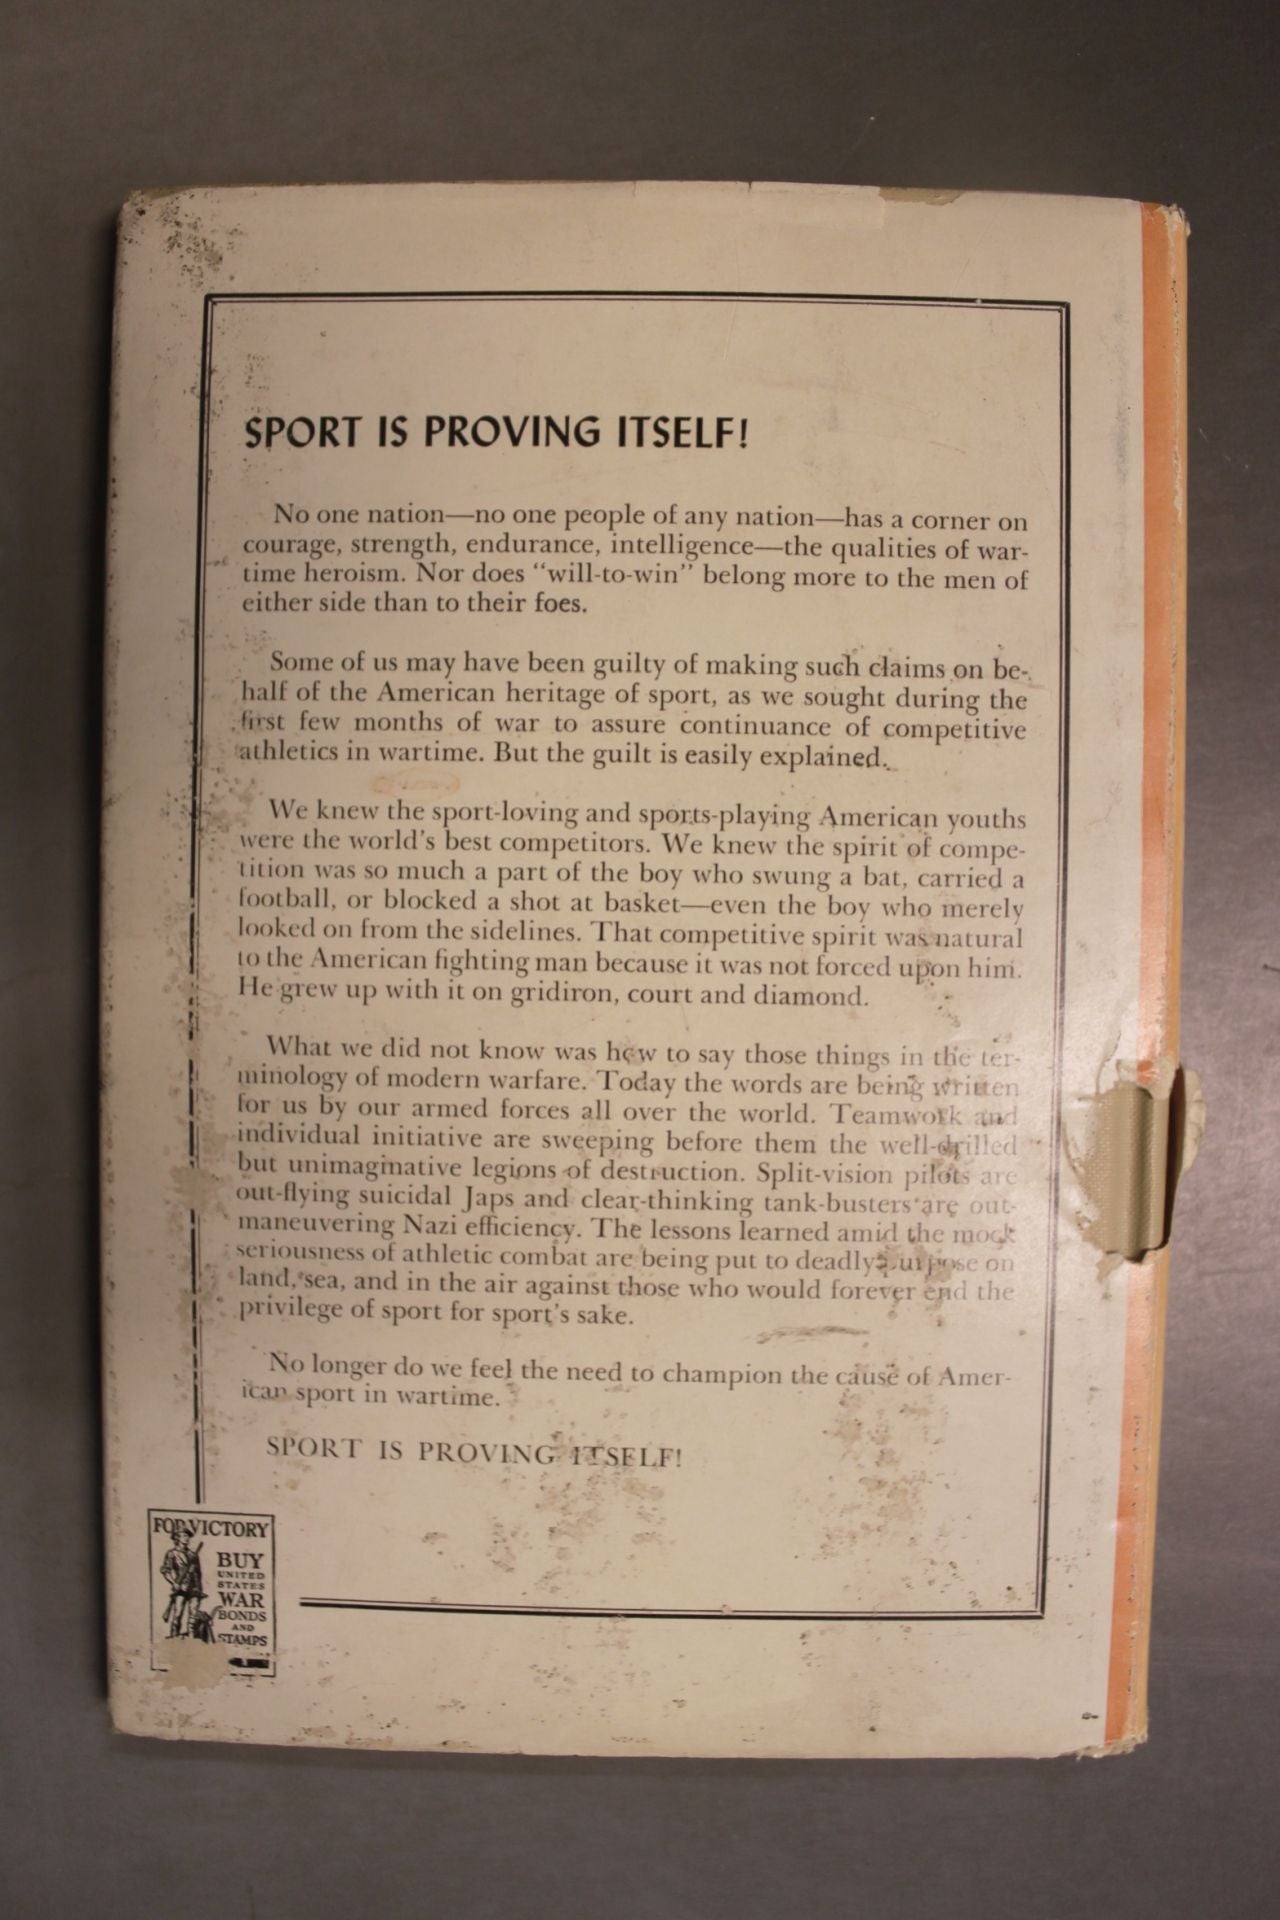 SPORT IS PROVING ITSELF!
No one nation—no one people of any nation—has a corner on
courage, strength, endurance, intelligence—the qualities of war-
time heroism. Nor does "will-to-win" belong more to the men of
either side than to their foes.
Some of us may have been guilty of making such claims on be-
half of the American heritage of sport, as we sought during the
first few months of war to assure continuance of competitive
athletics in wartime. But the guilt is easily explained.
We knew the sport-loving and sports-playing American youths
were the world's best competitors. We knew the spirit of compe-
tition was so much a part of the boy who swung a bat, carried a
football, or blocked a shot at basket—even the boy who merely
looked on from the sidelines. That competitive spirit was natural
to the American fighting man because it was not forced upon him.
He grew up with it on gridiron, court and diamond.
What we did not know was how to say those things in the ter-
minology of modern warfare. Today the words are being written
for us by our armed forces all over the world. Teamwork and
individual initiative are sweeping before them the well-drilled
but unimaginative legions of destruction. Split-vision pilots are
out-flying suicidal Japs and clear-thinking tank-busters are out-
maneuvering Nazi efficiency. The lessons learned amid the mock
seriousness of athletic combat are being put to deadly purpose on
land, sea, and in the air against those who would forever end the
privilege of sport for sport's sake.
No longer do we feel the need to champion the cause of Amer-
ican sport in wartime.
SPORT IS PROVING ITSELF!
FOR VICTORY
BUY
UNITED
STATES
WAR
BONDS
AND
STAMPS